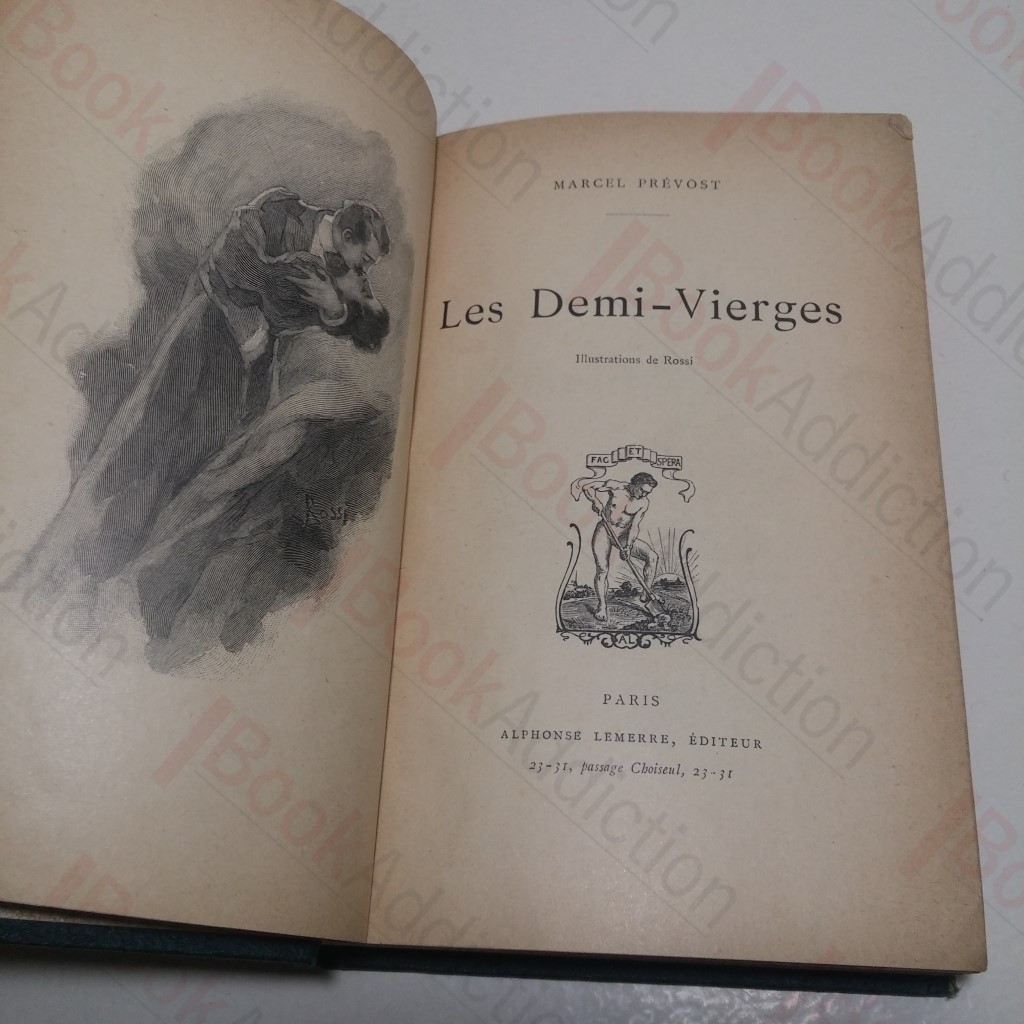 Rossi
MARCEL PRÉVOST
Les Demi-Vierges
Illustrations de Rossi
FAC ET SPERA
AL
PARIS
ALPHONSE LEMERRE, ÉDITEUR
23-31, passage Choiseul, 23-31
BookAddiction